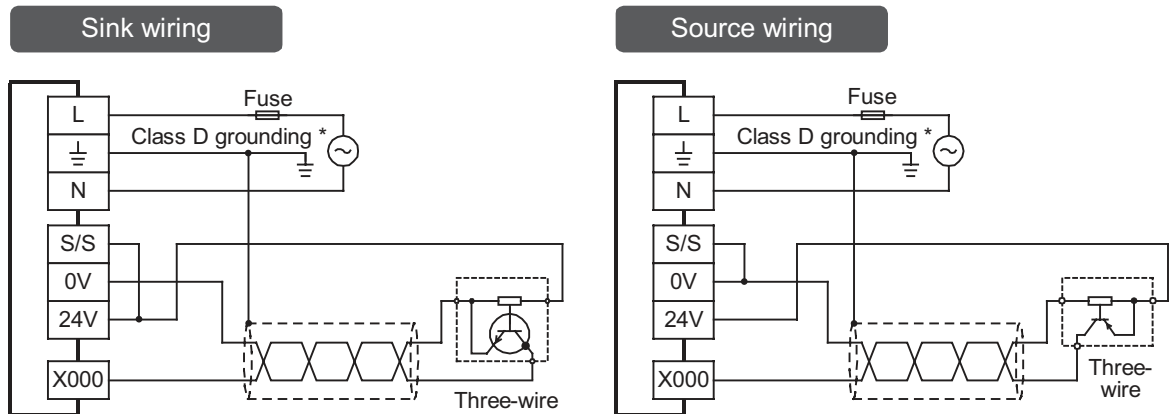 Sink wiring
L
Fuse
Class D grounding *
N
S/S
0V
24V
X000
Three-wire
Source wiring
L
Fuse
Class D grounding *
N
S/S
0V
24V
X000
Three-
wire